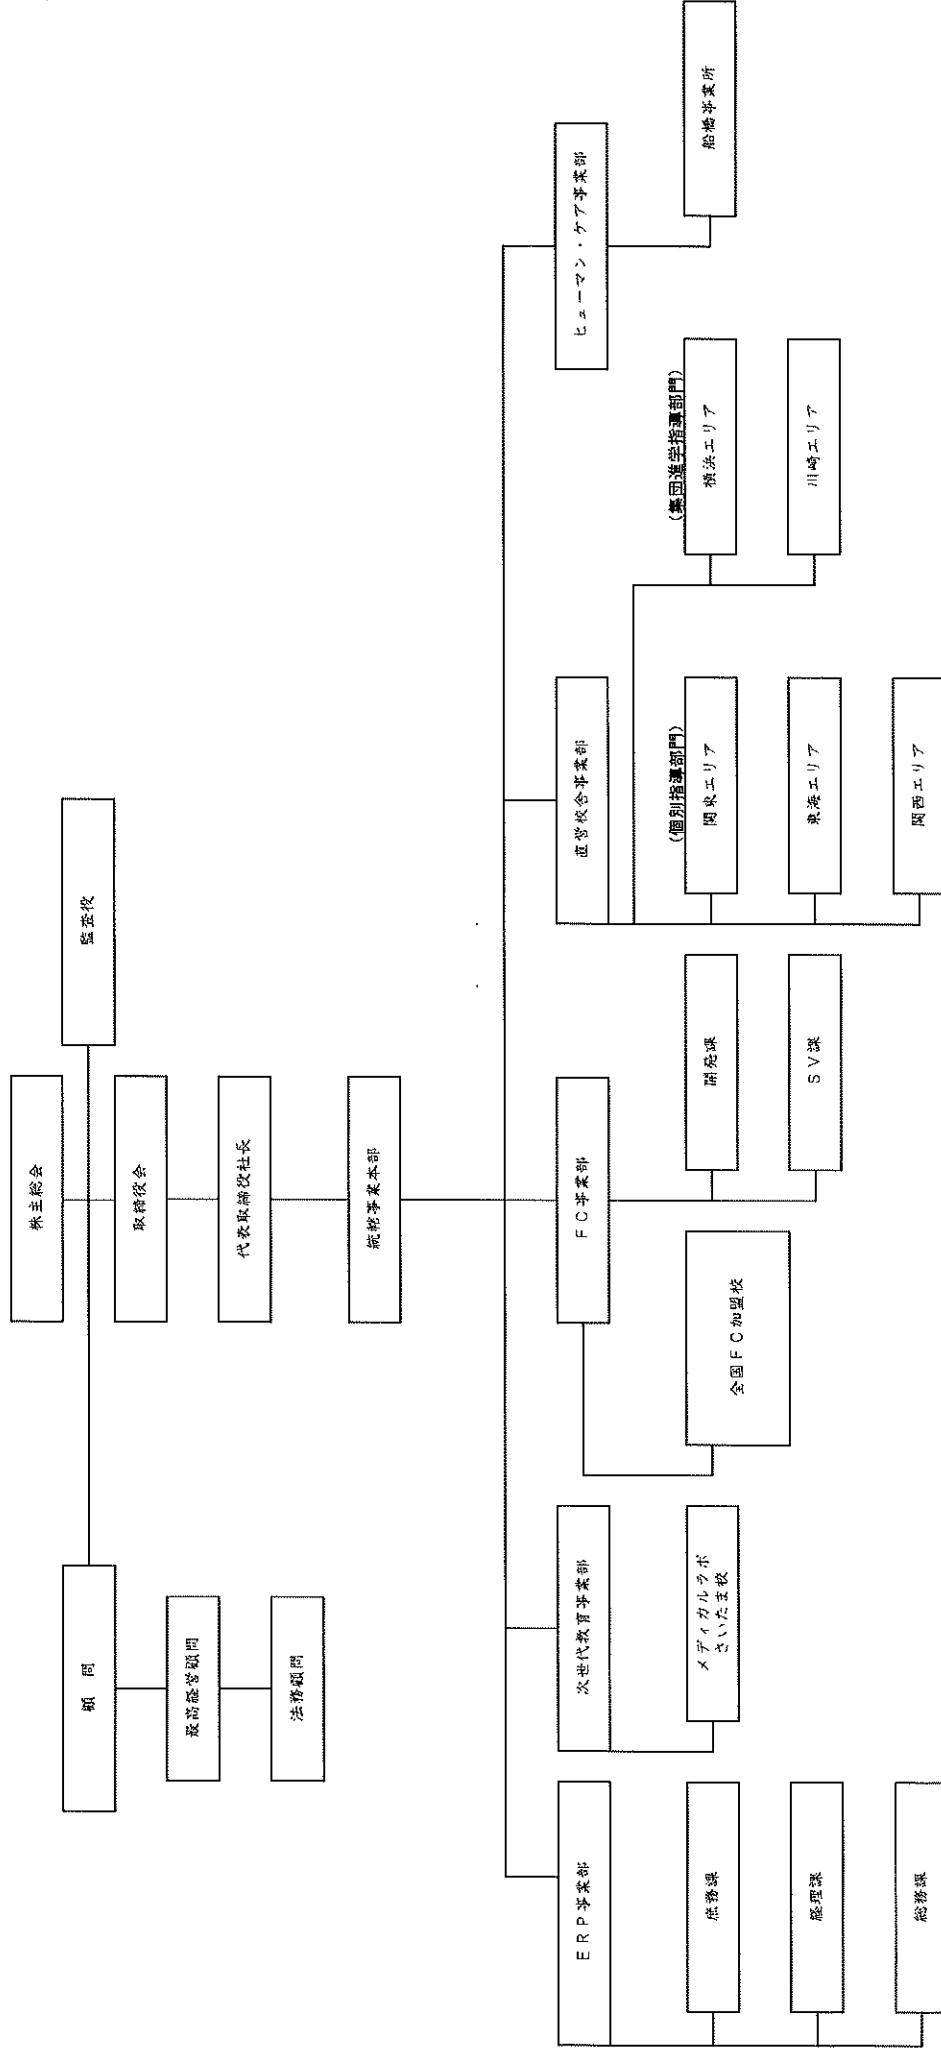 株主総会
監査役
顧　問
取締役会
最高経営顧問
代表取締役社長
法務顧問
統轄事業本部
ＥＲＰ事業部
次世代教育事業部
ＦＣ事業部
直営校舎事業部
ヒューマン・ケア事業部
(個別指導部門)
(集団進学指導部門)
庶務課
メディカルラボ
さいたま校
全国ＦＣ加盟校
開発課
関東エリア
横浜エリア
船橋事業所
経理課
ＳＶ課
東海エリア
川崎エリア
総務課
関西エリア